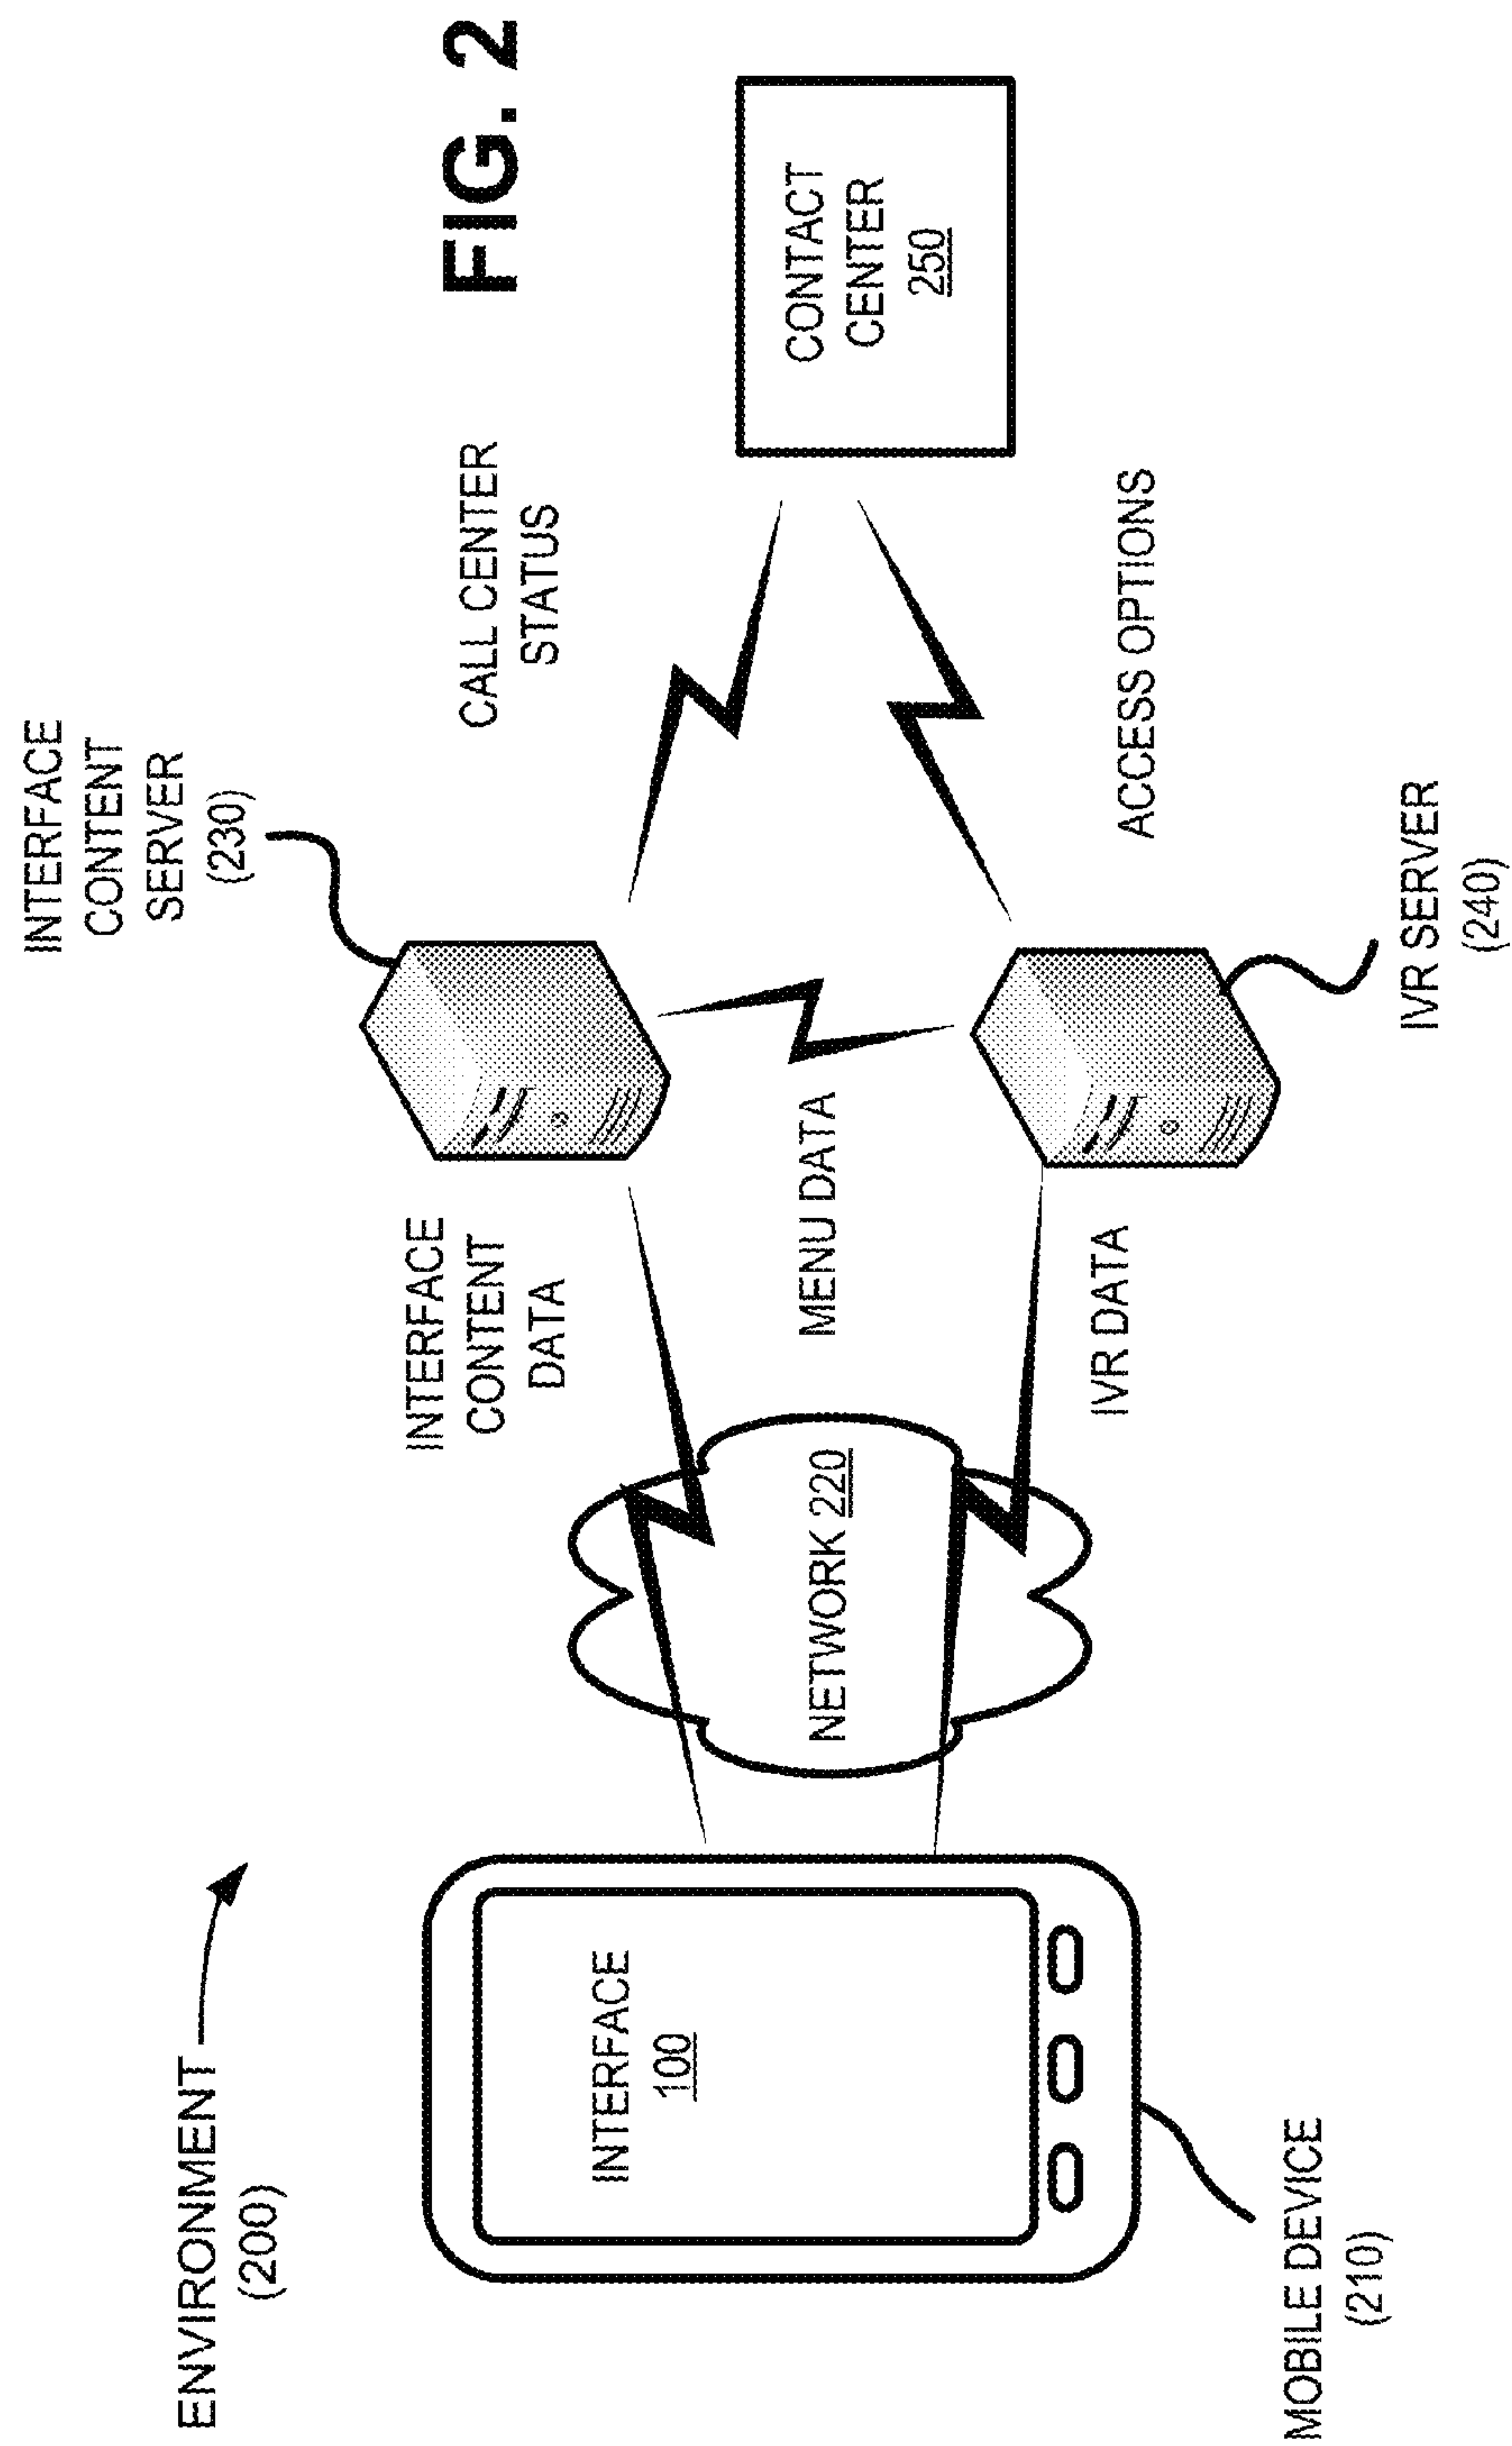 ENVIRONMENT
(200)
INTERFACE
CONTENT
SERVER
(230)
FIG. 2
INTERFACE
CONTENT
DATA
CALL CENTER
STATUS
INTERFACE
100
NETWORK 220
MENU DATA
CONTACT
CENTER
250
IVR DATA
ACCESS OPTIONS
MOBILE DEVICE
(210)
IVR SERVER
(240)